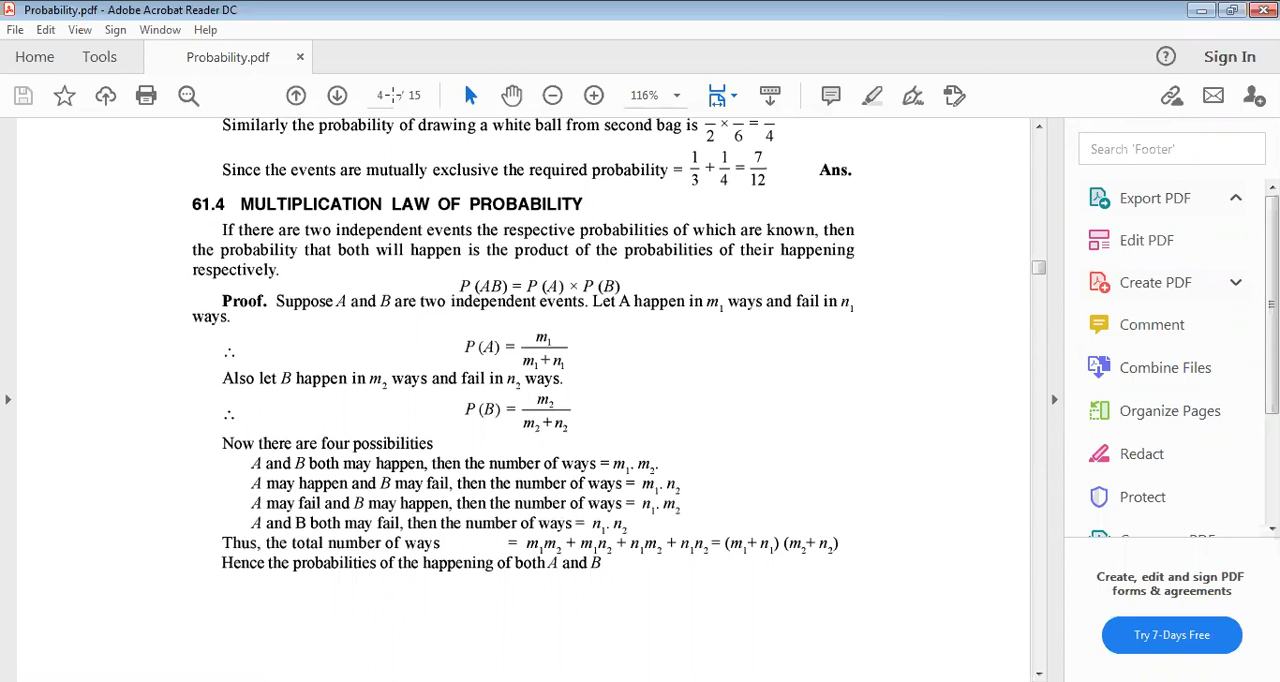 Probability.pdf - Adobe Acrobat Reader DC
File Edit View Sign Window Help
Home Tools Probability.pdf × Sign In
4 / 15 116%
Similarly the probability of drawing a white ball from second bag is /2 × /6 = /4
Since the events are mutually exclusive the required probability = 1/3 + 1/4 = 7/12 Ans.
61.4 MULTIPLICATION LAW OF PROBABILITY
If there are two independent events the respective probabilities of which are known, then
the probability that both will happen is the product of the probabilities of their happening
respectively.
P (AB) = P (A) × P (B)
Proof. Suppose A and B are two independent events. Let A happen in m₁ ways and fail in n₁
ways.
∴ P (A) = m₁/(m₁ + n₁)
Also let B happen in m₂ ways and fail in n₂ ways.
∴ P (B) = m₂/(m₂ + n₂)
Now there are four possibilities
A and B both may happen, then the number of ways = m₁. m₂.
A may happen and B may fail, then the number of ways = m₁. n₂
A may fail and B may happen, then the number of ways = n₁. m₂
A and B both may fail, then the number of ways = n₁. n₂
Thus, the total number of ways = m₁m₂ + m₁n₂ + n₁m₂ + n₁n₂ = (m₁+ n₁) (m₂+ n₂)
Hence the probabilities of the happening of both A and B
Search 'Footer'
Export PDF
Edit PDF
Create PDF
Comment
Combine Files
Organize Pages
Redact
Protect
Create, edit and sign PDF
forms & agreements
Try 7-Days Free